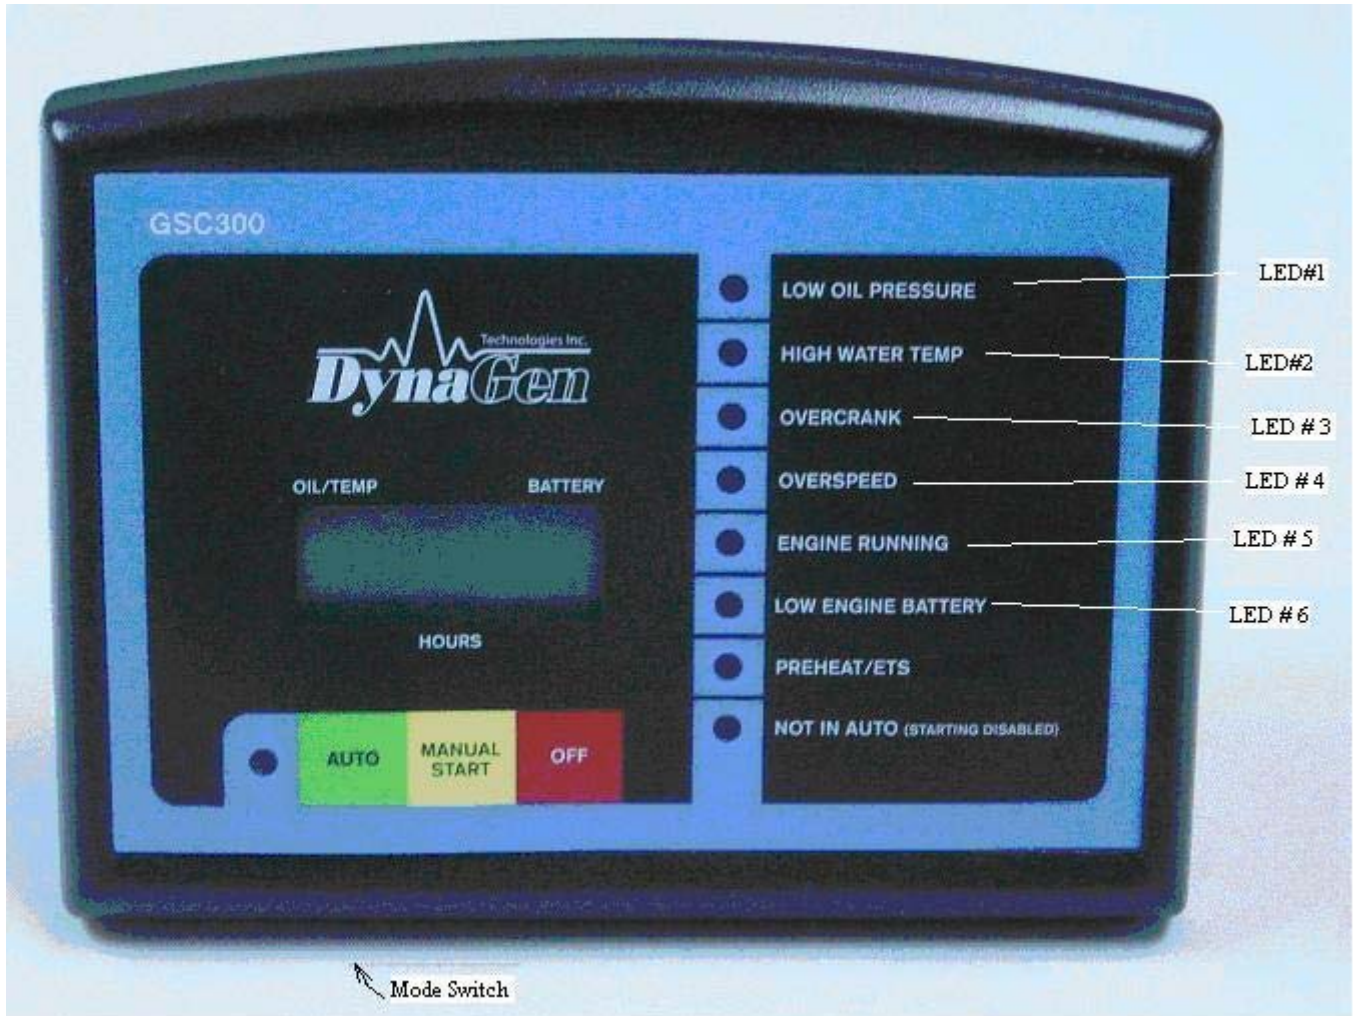 GSC300
Technologies Inc.
DynaGen
OIL/TEMP
BATTERY
HOURS
AUTO
MANUAL
START
OFF
LOW OIL PRESSURE
LED#1
HIGH WATER TEMP
LED#2
OVERCRANK
LED #3
OVERSPEED
LED #4
ENGINE RUNNING
LED #5
LOW ENGINE BATTERY
LED #6
PREHEAT/ETS
NOT IN AUTO (STARTING DISABLED)
Mode Switch